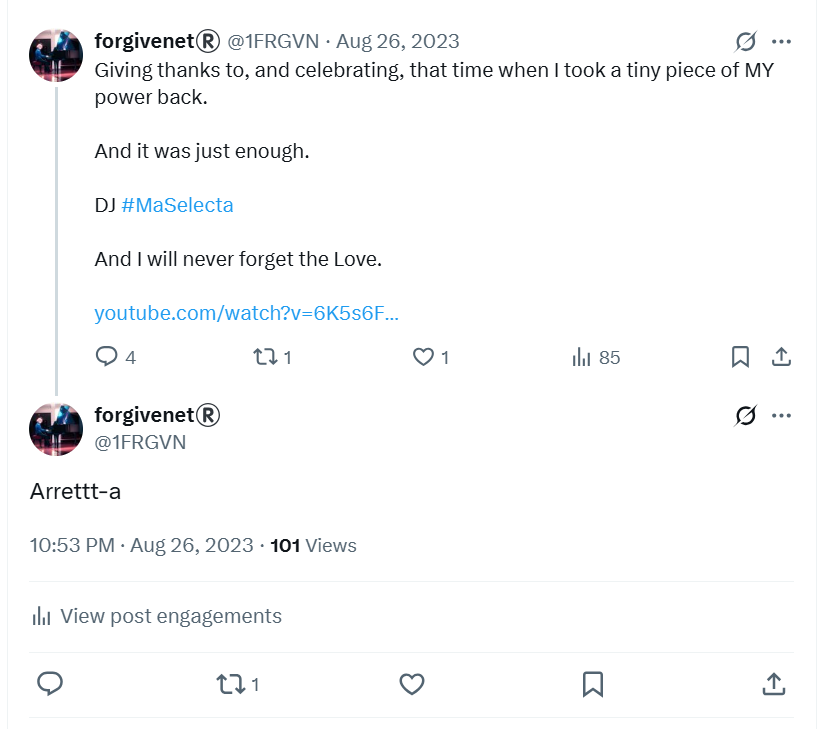 forgivenet® @1FRGVN · Aug 26, 2023
Giving thanks to, and celebrating, that time when I took a tiny piece of MY
power back.
And it was just enough.
DJ #MaSelecta
And I will never forget the Love.
youtube.com/watch?v=6K5s6F...
4 1 1 85
forgivenet®
@1FRGVN
Arrettt-a
10:53 PM · Aug 26, 2023 · 101 Views
View post engagements
1